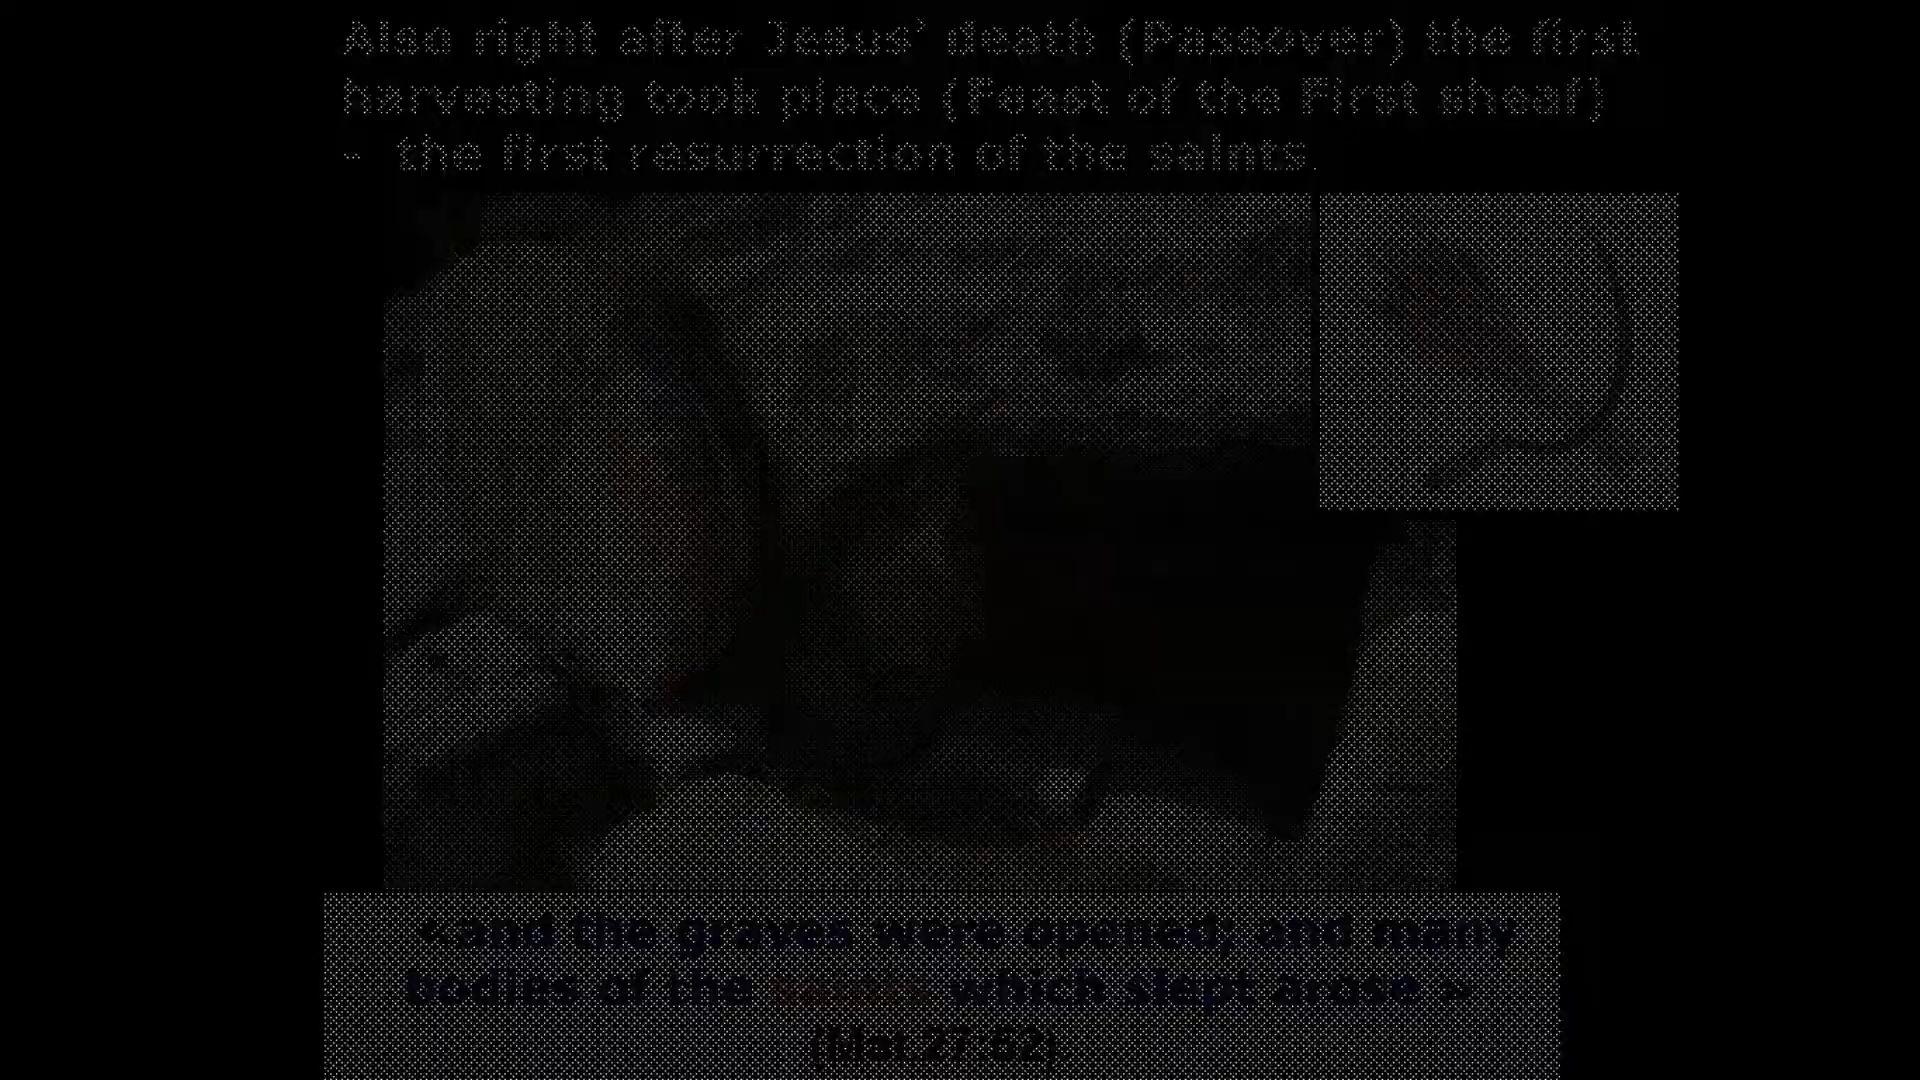 Also right after Jesus' death (Passover) the first
harvesting took place (Feast of the First sheaf)
- the first resurrection of the saints.
«and the graves were opened; and many
bodies of the saints which slept arose »
(Mat.27:52)